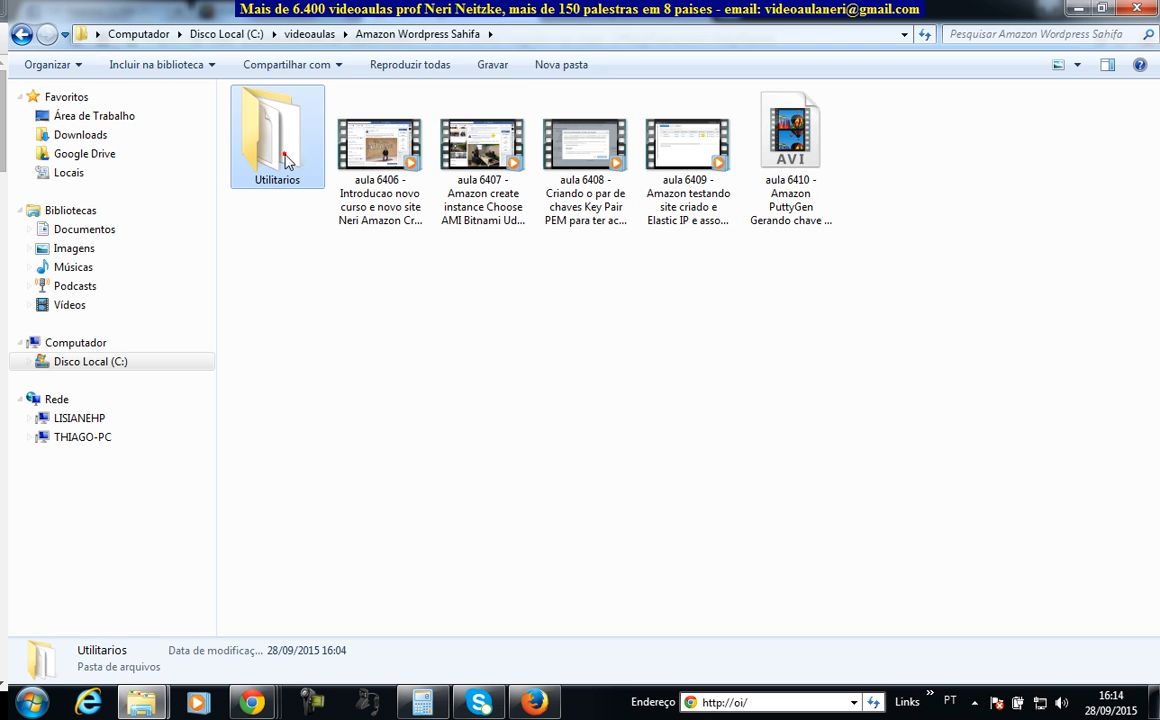 Mais de 6.400 videoaulas prof Neri Neitzke, mais de 150 palestras em 8 paises - email: videoaulaneri@gmail.com
Computador
Disco Local (C:)
videoaulas
Amazon Wordpress Sahifa
Pesquisar Amazon Wordpress Sahifa
Organizar
Incluir na biblioteca
Compartilhar com
Reproduzir todas
Gravar
Nova pasta
Favoritos
Área de Trabalho
Downloads
Google Drive
Locais
Bibliotecas
Documentos
Imagens
Músicas
Podcasts
Vídeos
Computador
Disco Local (C:)
Rede
LISIANEHP
THIAGO-PC
Utilitarios
aula 6406 -
Introducao novo
curso e novo site
Neri Amazon Cr...
aula 6407 -
Amazon create
instance Choose
AMI Bitnami Ud...
aula 6408 -
Criando o par de
chaves Key Pair
PEM para ter ac...
aula 6409 -
Amazon testando
site criado e
Elastic IP e asso...
AVI
aula 6410 -
Amazon
PuttyGen
Gerando chave ...
Utilitarios
Data de modificaç... 28/09/2015 16:04
Pasta de arquivos
Endereço
http://oi/
Links
»
PT
16:14
28/09/2015